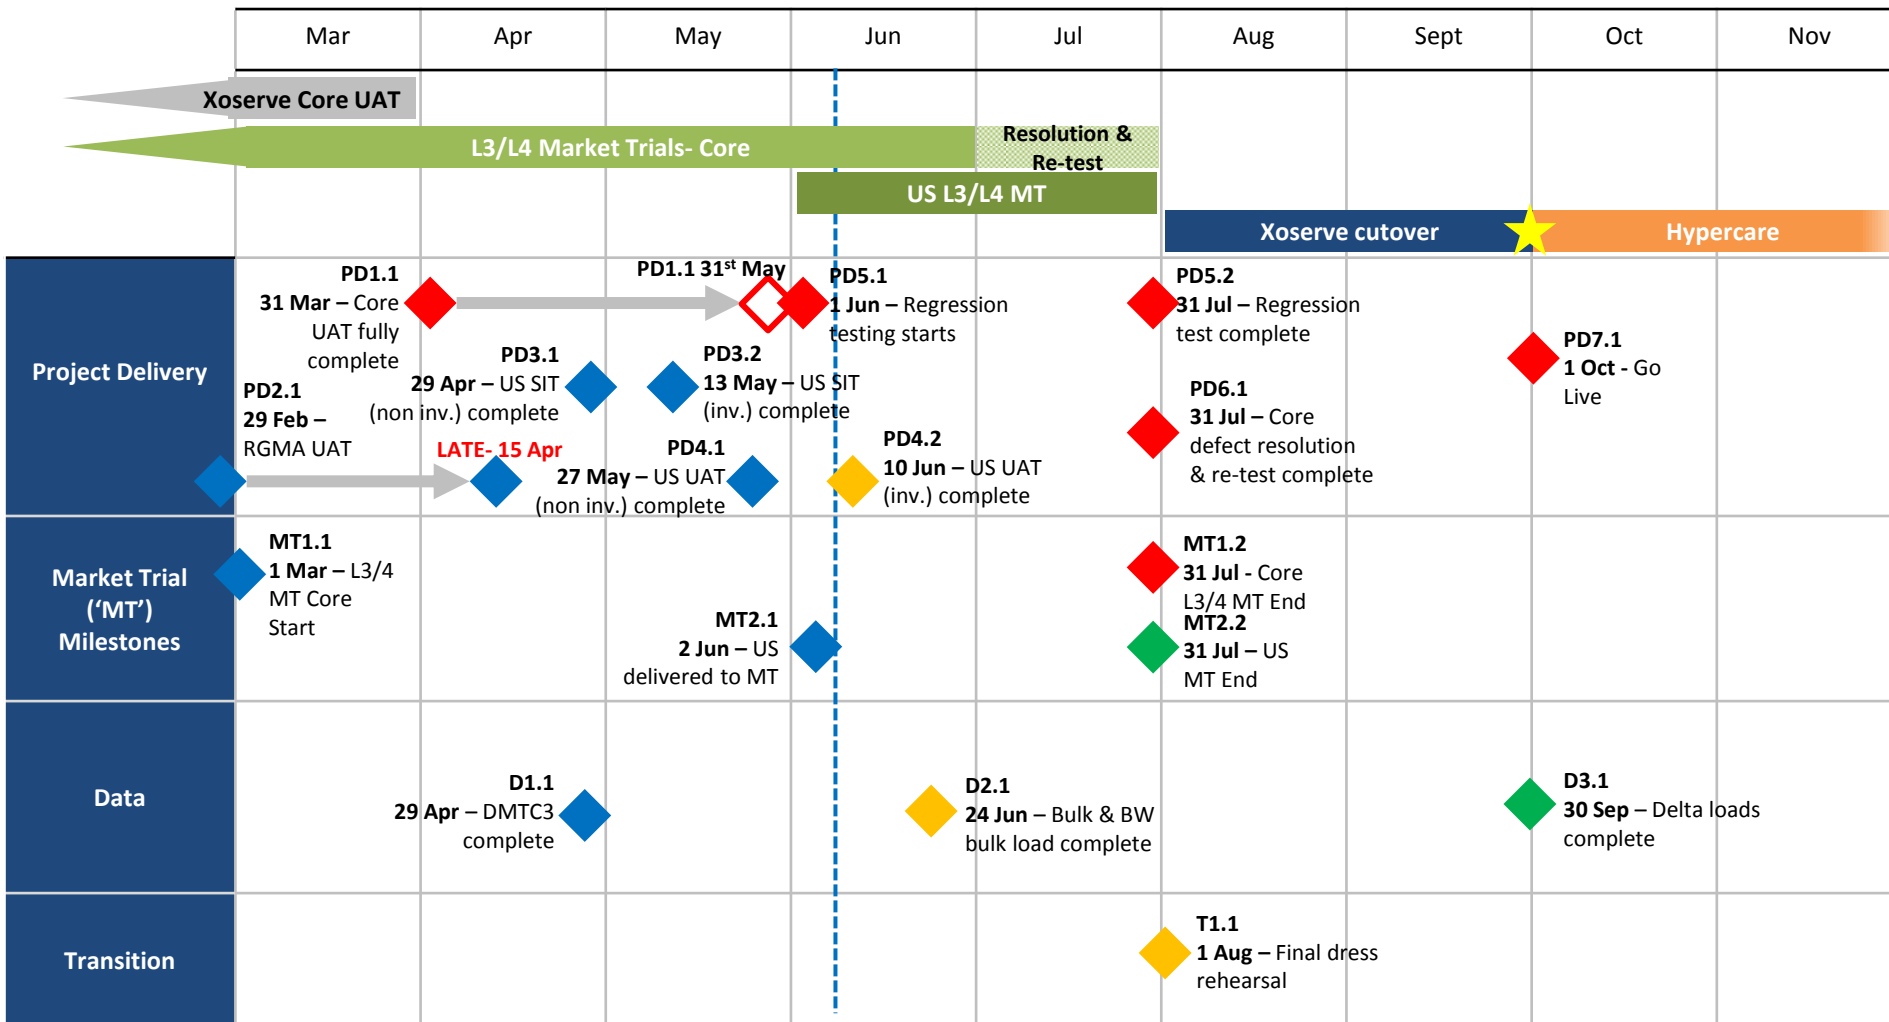 Mar
Apr
May
Jun
Jul
Aug
Sept
Oct
Nov
Xoserve Core UAT
L3/L4 Market Trials- Core
Resolution &
Re-test
US L3/L4 MT
Xoserve cutover
Hypercare
Project Delivery
PD1.1
31 Mar – Core
UAT fully
complete
PD1.1 31st May
PD5.1
1 Jun – Regression
testing starts
PD5.2
31 Jul – Regression
test complete
PD7.1
1 Oct - Go
Live
PD3.1
29 Apr – US SIT
(non inv.) complete
PD3.2
13 May – US SIT
(inv.) complete
PD2.1
29 Feb –
RGMA UAT
LATE- 15 Apr
PD4.1
27 May – US UAT
(non inv.) complete
PD4.2
10 Jun – US UAT
(inv.) complete
PD6.1
31 Jul – Core
defect resolution
& re-test complete
Market Trial
(‘MT’)
Milestones
MT1.1
1 Mar – L3/4
MT Core
Start
MT2.1
2 Jun – US
delivered to MT
MT1.2
31 Jul - Core
L3/4 MT End
MT2.2
31 Jul – US
MT End
Data
D1.1
29 Apr – DMTC3
complete
D2.1
24 Jun – Bulk & BW
bulk load complete
D3.1
30 Sep – Delta loads
complete
Transition
T1.1
1 Aug – Final dress
rehearsal